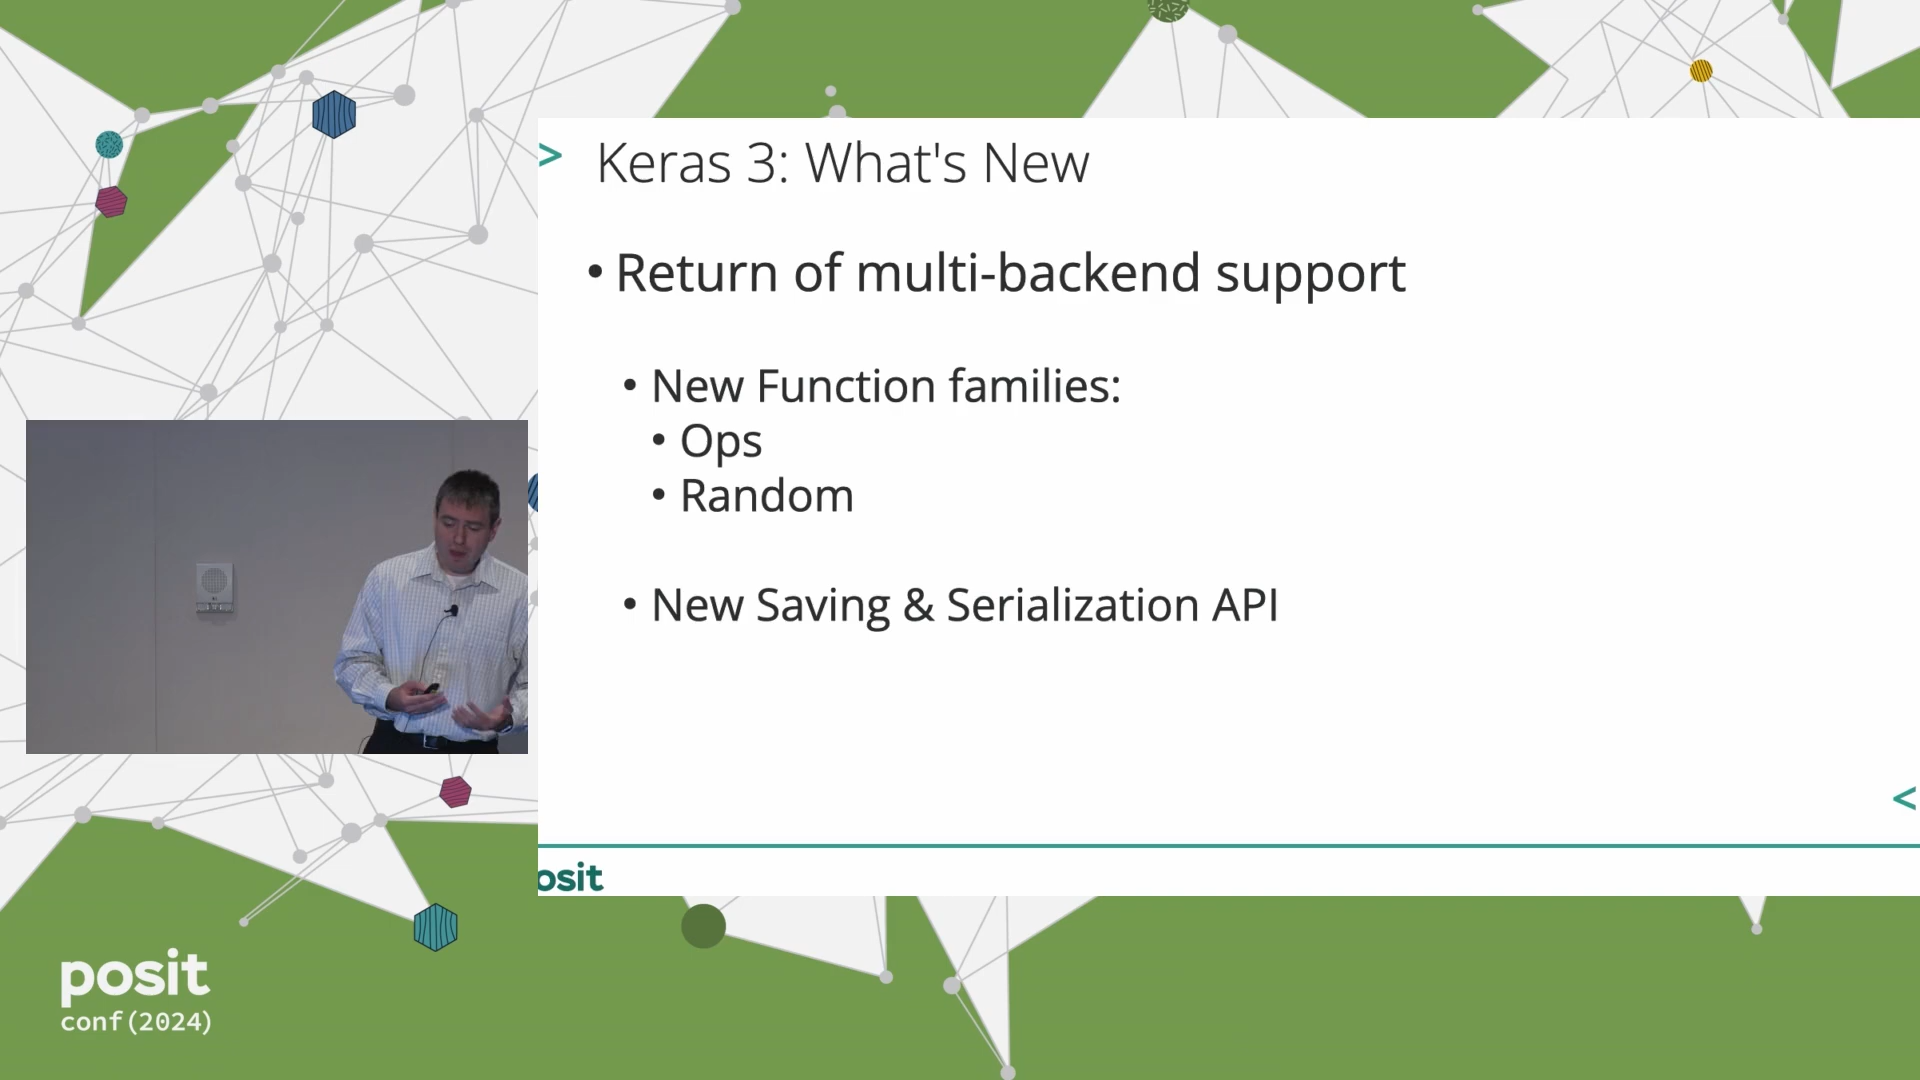 > Keras 3: What's New
• Return of multi-backend support
• New Function families:
• Ops
• Random
• New Saving & Serialization API
<
osit
posit
conf(2024)